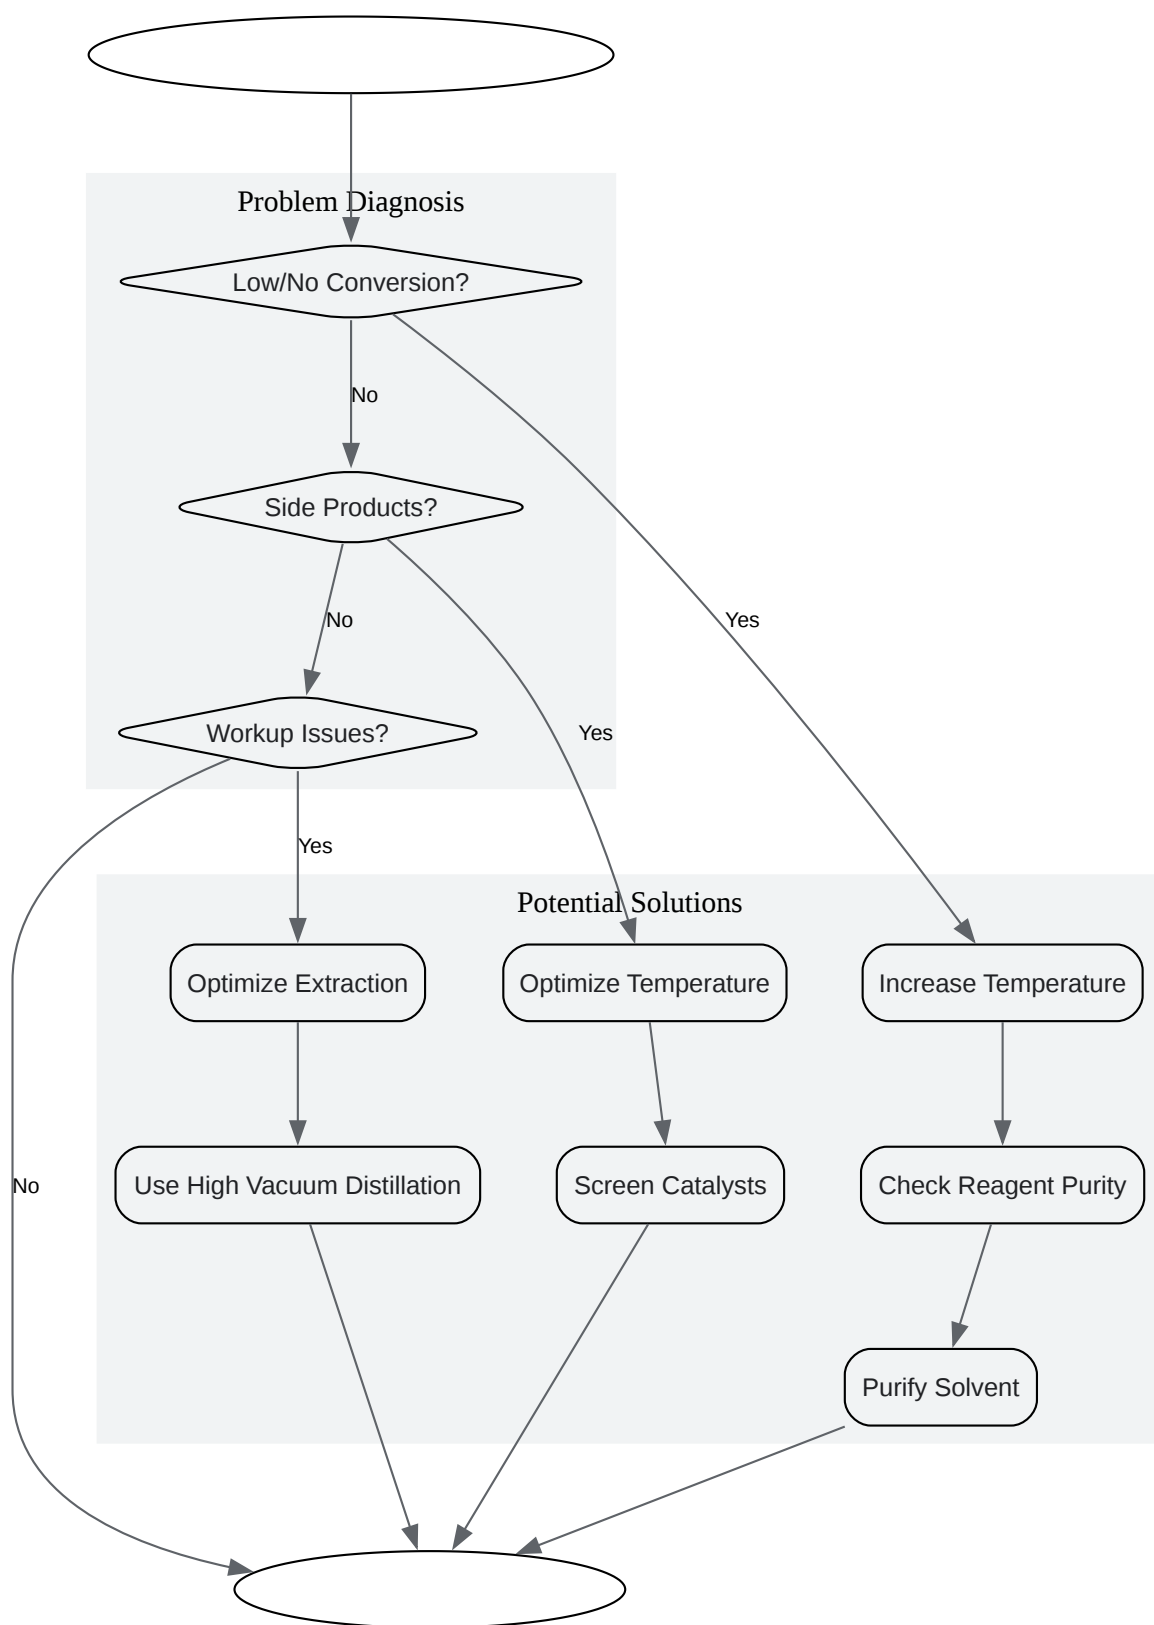 Problem Diagnosis
Low/No Conversion?
No
Side Products?
No
Yes
Workup Issues?
Yes
Yes
Potential Solutions
Optimize Extraction
Optimize Temperature
Increase Temperature
Use High Vacuum Distillation
Screen Catalysts
Check Reagent Purity
No
Purify Solvent